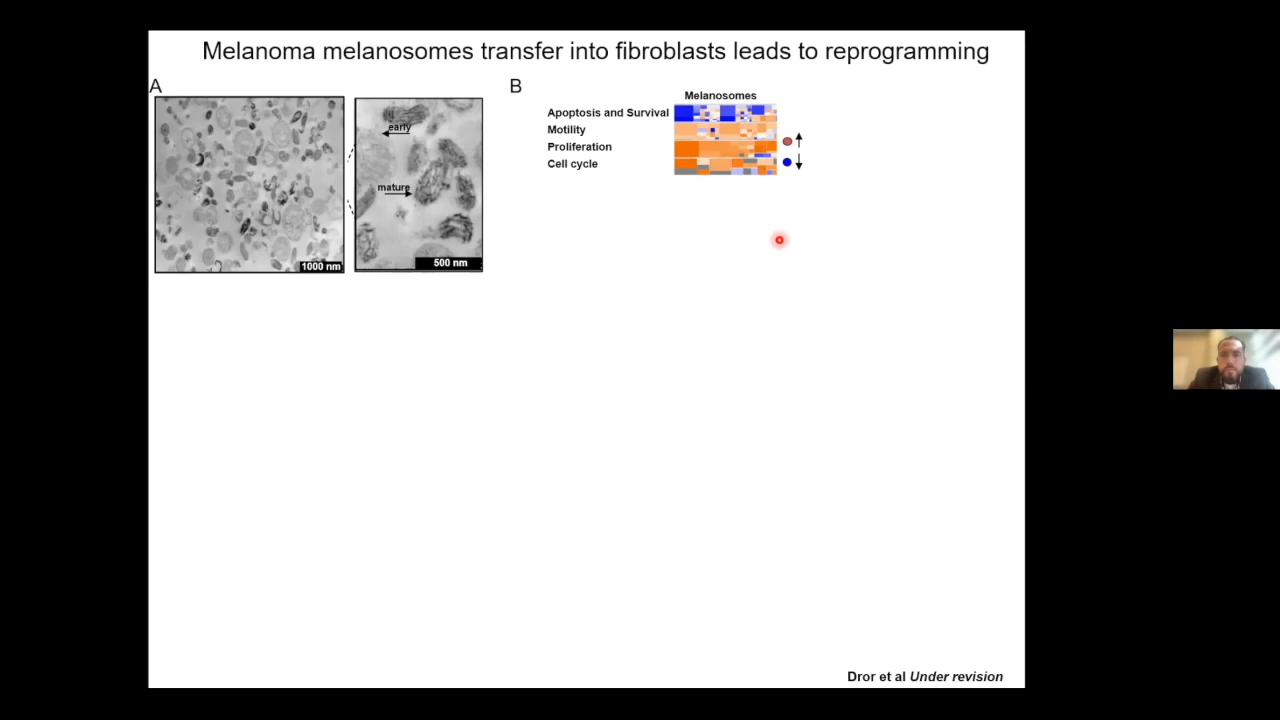 Melanoma melanosomes transfer into fibroblasts leads to reprogramming
A
early
mature
1000 nm
500 nm
B
Melanosomes
Apoptosis and Survival
Motility
Proliferation
Cell cycle
Dror et al Under revision